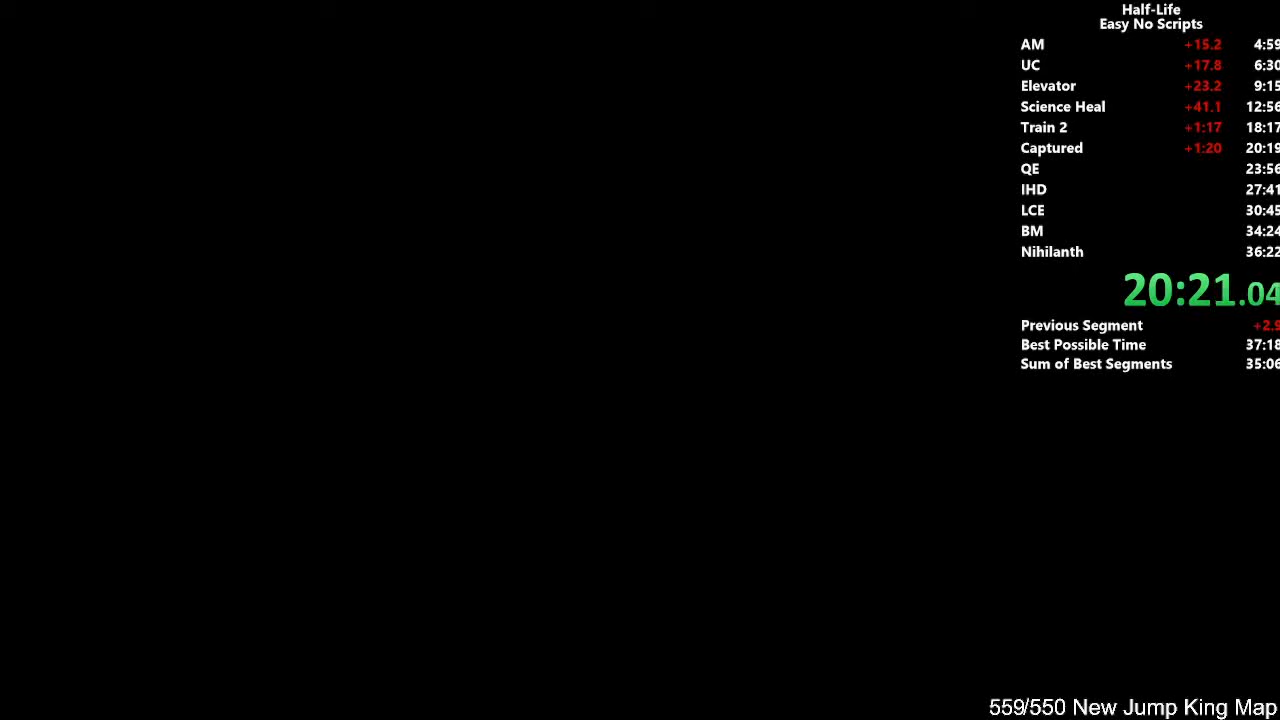 Half-Life
Easy No Scripts
AM +15.2 4:59
UC +17.8 6:30
Elevator +23.2 9:15
Science Heal +41.1 12:56
Train 2 +1:17 18:17
Captured +1:20 20:19
QE 23:56
IHD 27:41
LCE 30:45
BM 34:24
Nihilanth 36:22
20:21.04
Previous Segment +2.9
Best Possible Time 37:18
Sum of Best Segments 35:06
559/550 New Jump King Map